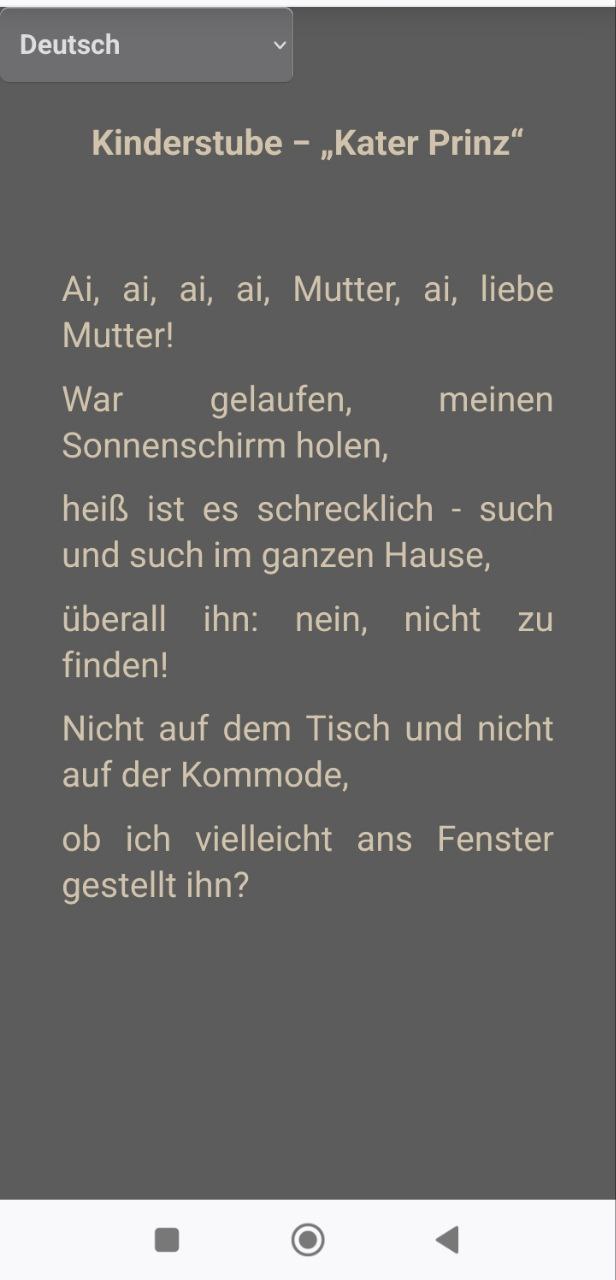 Deutsch
Kinderstube – „Kater Prinz“
Ai, ai, ai, ai, Mutter, ai, liebe
Mutter!
War gelaufen, meinen
Sonnenschirm holen,
heiß ist es schrecklich - such
und such im ganzen Hause,
überall ihn: nein, nicht zu
finden!
Nicht auf dem Tisch und nicht
auf der Kommode,
ob ich vielleicht ans Fenster
gestellt ihn?